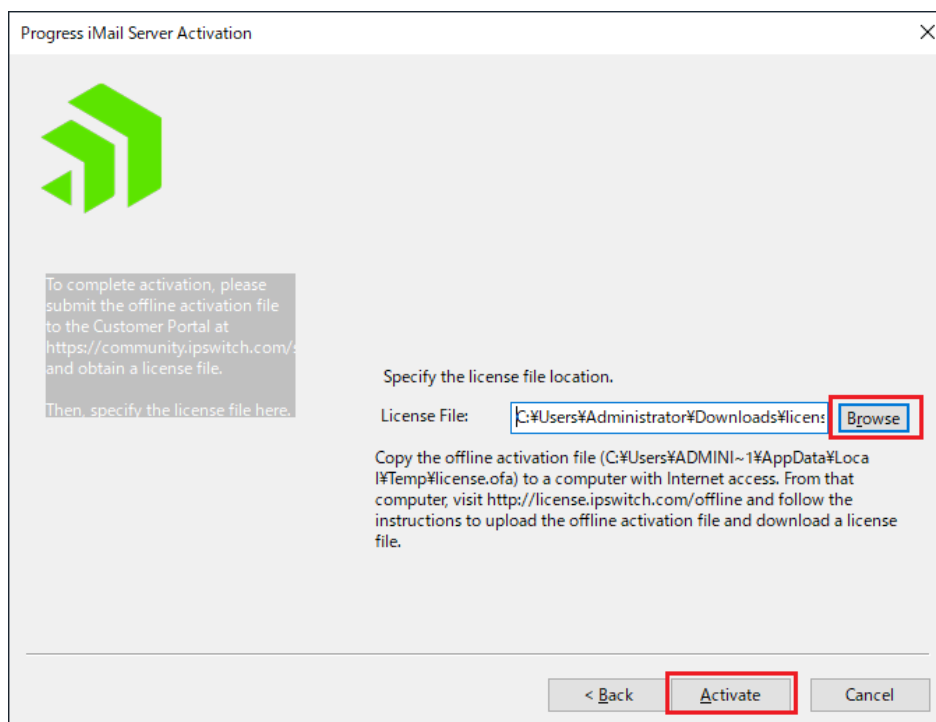 Progress iMail Server Activation
To complete activation, please
submit the offline activation file
to the Customer Portal at
https://community.ipswitch.com/s
and obtain a license file.
Then, specify the license file here.
Specify the license file location.
License File: C:¥Users¥Administrator¥Downloads¥licens Browse
Copy the offline activation file (C:¥Users¥ADMINI~1¥AppData¥Loca
l¥Temp¥license.ofa) to a computer with Internet access. From that
computer, visit http://license.ipswitch.com/offline and follow the
instructions to upload the offline activation file and download a license
file.
< Back Activate Cancel